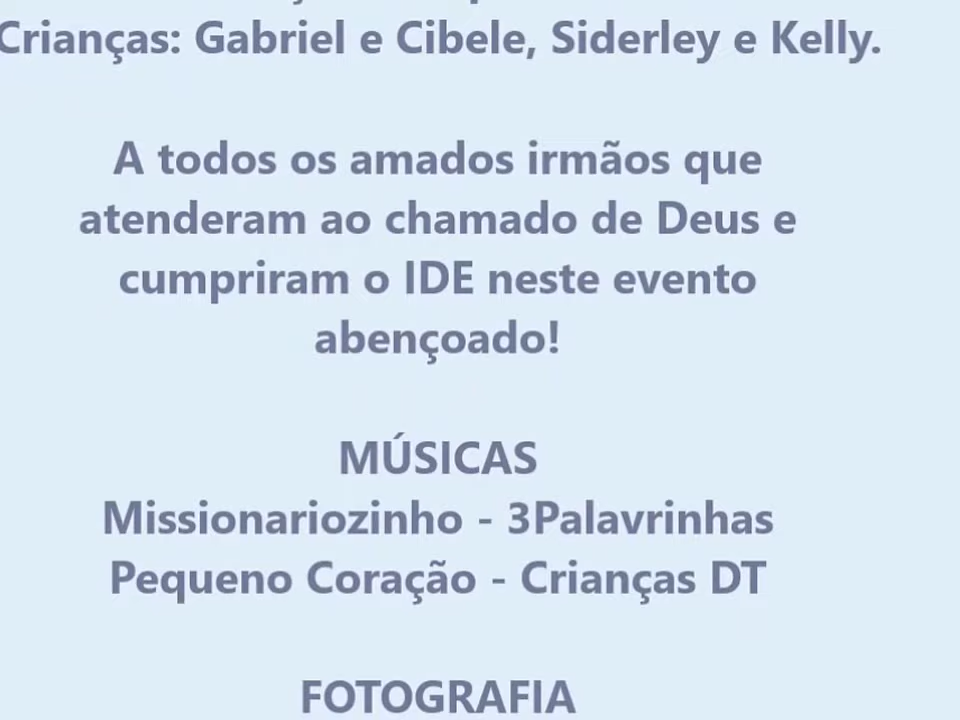 Crianças: Gabriel e Cibele, Siderley e Kelly.
A todos os amados irmãos que
atenderam ao chamado de Deus e
cumpriram o IDE neste evento
abençoado!
MÚSICAS
Missionariozinho - 3Palavrinhas
Pequeno Coração - Crianças DT
FOTOGRAFIA